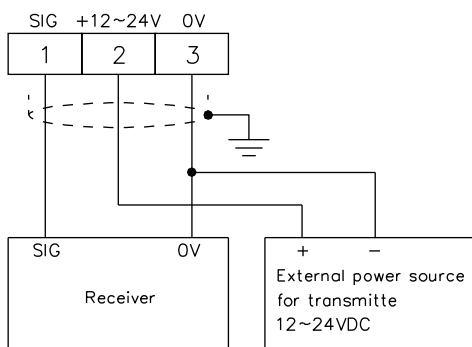 SIG +12~24V 0V
1 2 3
SIG 0V
Receiver
+ −
External power source
for transmitte
12~24VDC